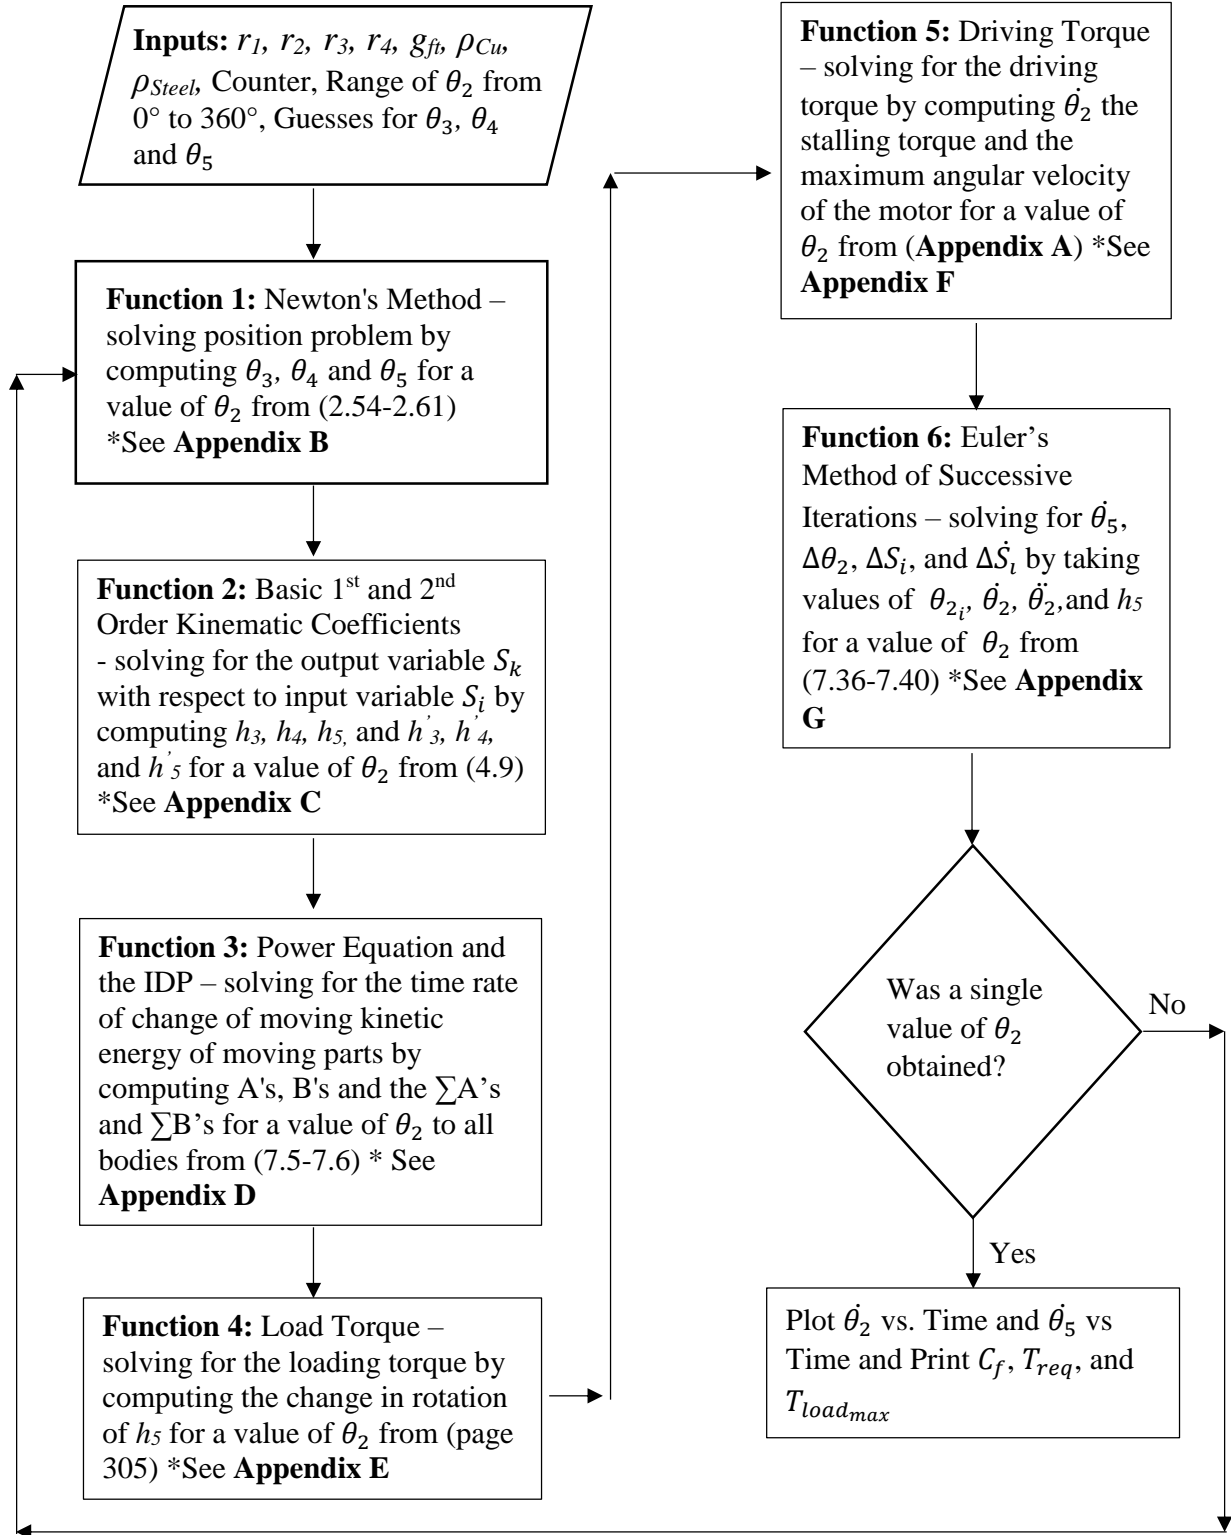 Inputs: r1, r2, r3, r4, gft, ρCu,
ρSteel, Counter, Range of θ2 from
0° to 360°, Guesses for θ3, θ4
and θ5
Function 1: Newton's Method –
solving position problem by
computing θ3, θ4 and θ5 for a
value of θ2 from (2.54-2.61)
*See Appendix B
Function 2: Basic 1st and 2nd
Order Kinematic Coefficients
- solving for the output variable Sk
with respect to input variable Si by
computing h3, h4, h5, and h'3, h'4,
and h'5 for a value of θ2 from (4.9)
*See Appendix C
Function 3: Power Equation and
the IDP – solving for the time rate
of change of moving kinetic
energy of moving parts by
computing A's, B's and the ∑A's
and ∑B’s for a value of θ2 to all
bodies from (7.5-7.6) * See
Appendix D
Function 4: Load Torque –
solving for the loading torque by
computing the change in rotation
of h5 for a value of θ2 from (page
305) *See Appendix E
Function 5: Driving Torque
– solving for the driving
torque by computing θ̇2 the
stalling torque and the
maximum angular velocity
of the motor for a value of
θ2 from (Appendix A) *See
Appendix F
Function 6: Euler’s
Method of Successive
Iterations – solving for θ̇5,
Δθ2, ΔSi, and ΔṠi by taking
values of θ2i, θ̇2, θ̈2,and h5
for a value of θ2 from
(7.36-7.40) *See Appendix
G
Was a single
value of θ2
obtained?
No
Yes
Plot θ̇2 vs. Time and θ̇5 vs
Time and Print Cf, Treq, and
Tloadmax